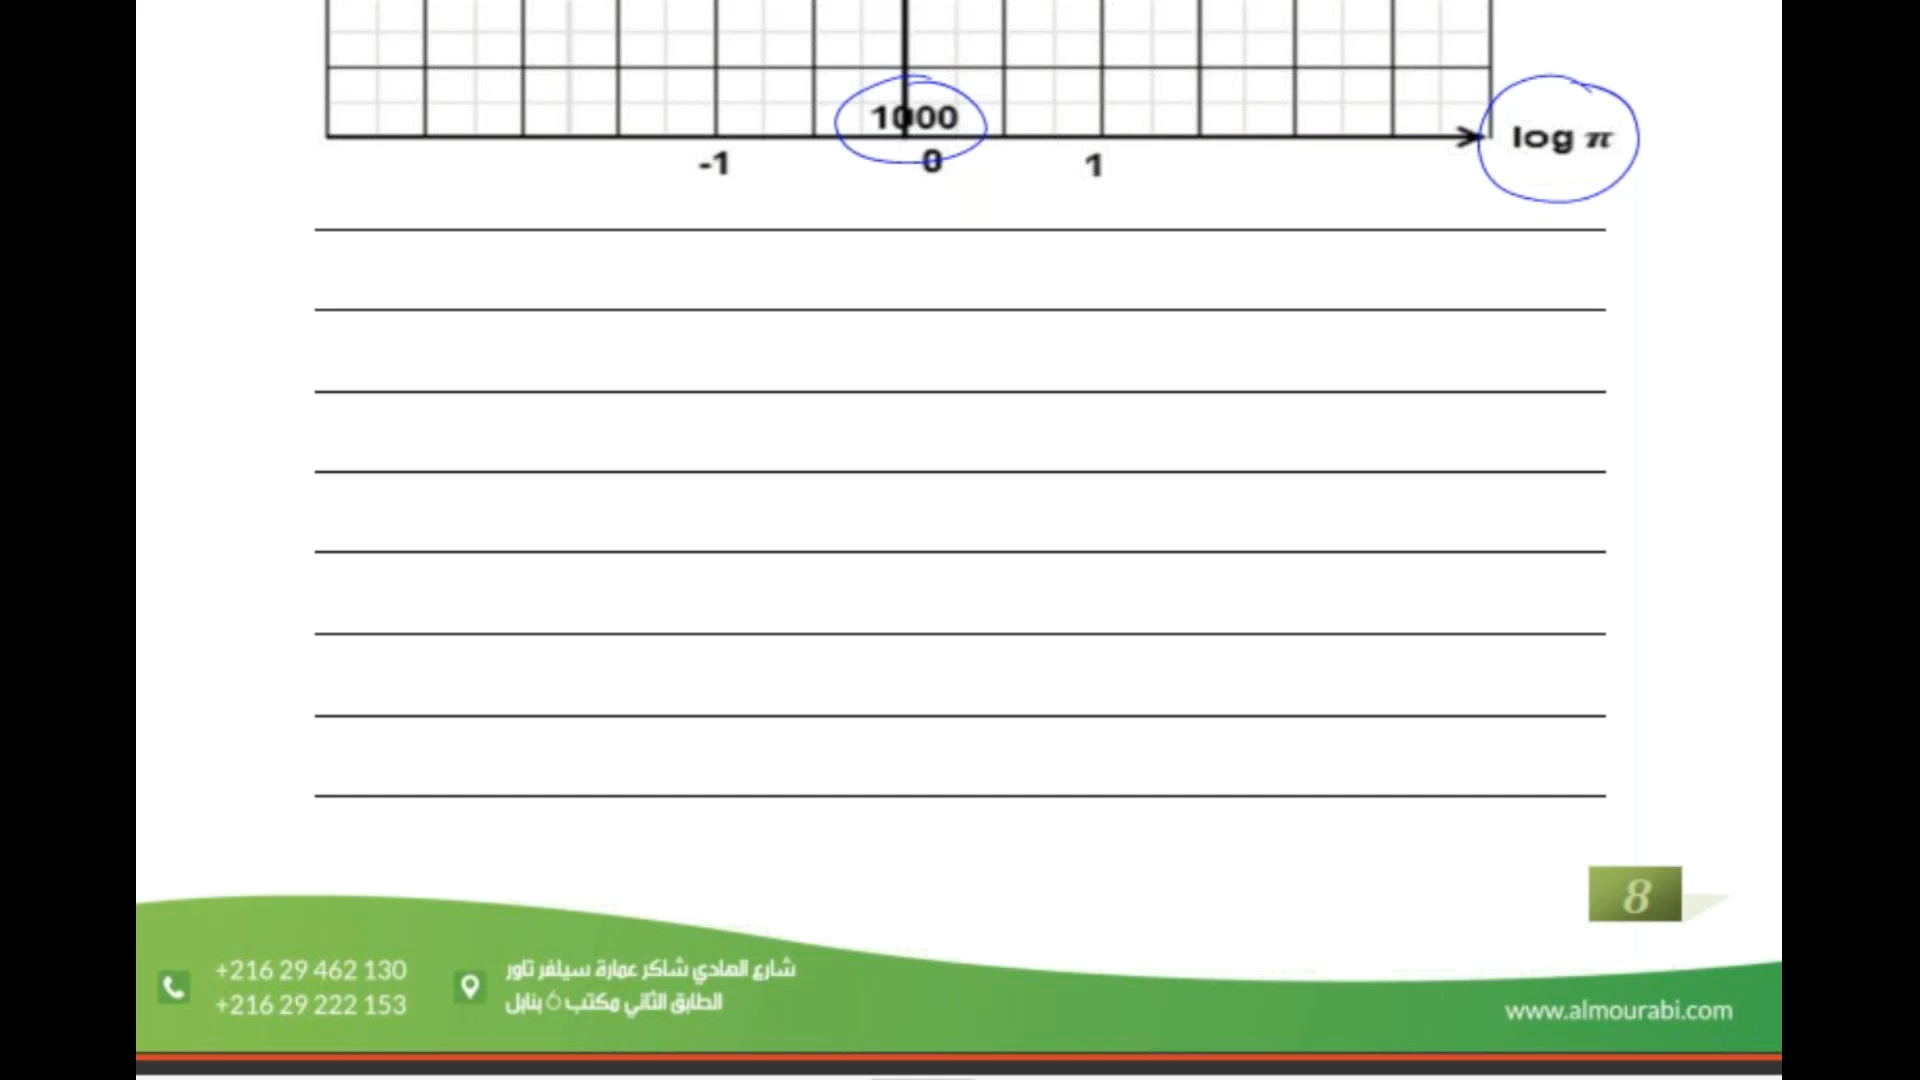 1000
log π
-1
0
1
8
+216 29 462 130
+216 29 222 153
شارع الهادي شاكر عمارة سيلفر تاور
الطابق الثاني مكتب 6 بنابل
www.almourabi.com